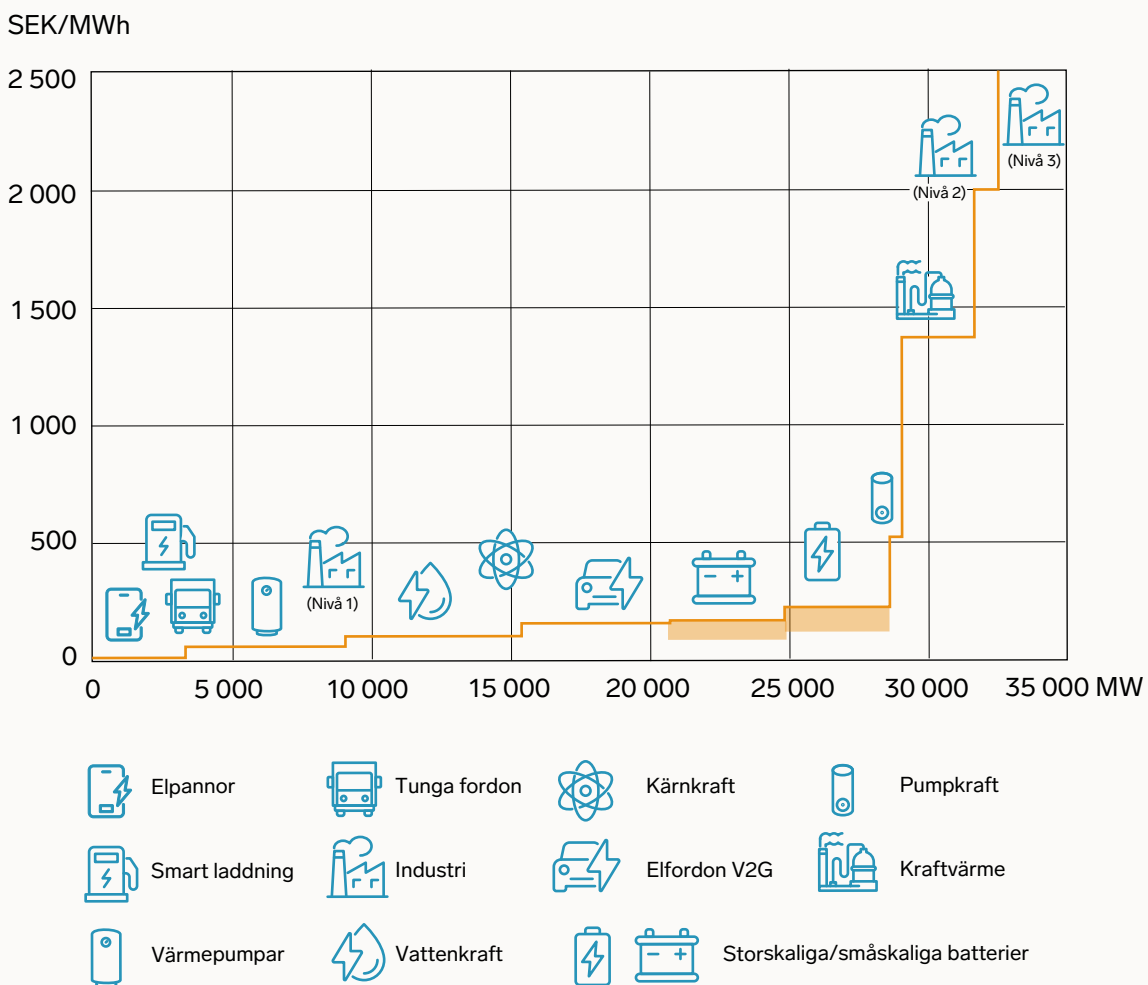 SEK/MWh
2 500
2 000
1 500
1 000
500
0
(Nivå 3)
(Nivå 2)
(Nivå 1)
0 5 000 10 000 15 000 20 000 25 000 30 000 35 000 MW
Elpannor Tunga fordon Kärnkraft Pumpkraft
Smart laddning Industri Elfordon V2G Kraftvärme
Värmepumpar Vattenkraft Storskaliga/småskaliga batterier